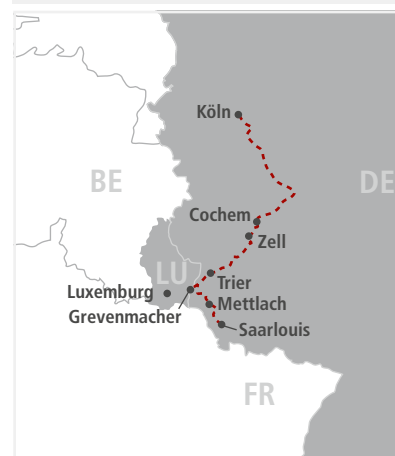 Köln
BE
DE
Cochem
Zell
LU
Trier
Luxemburg
Mettlach
Grevenmacher
Saarlouis
FR